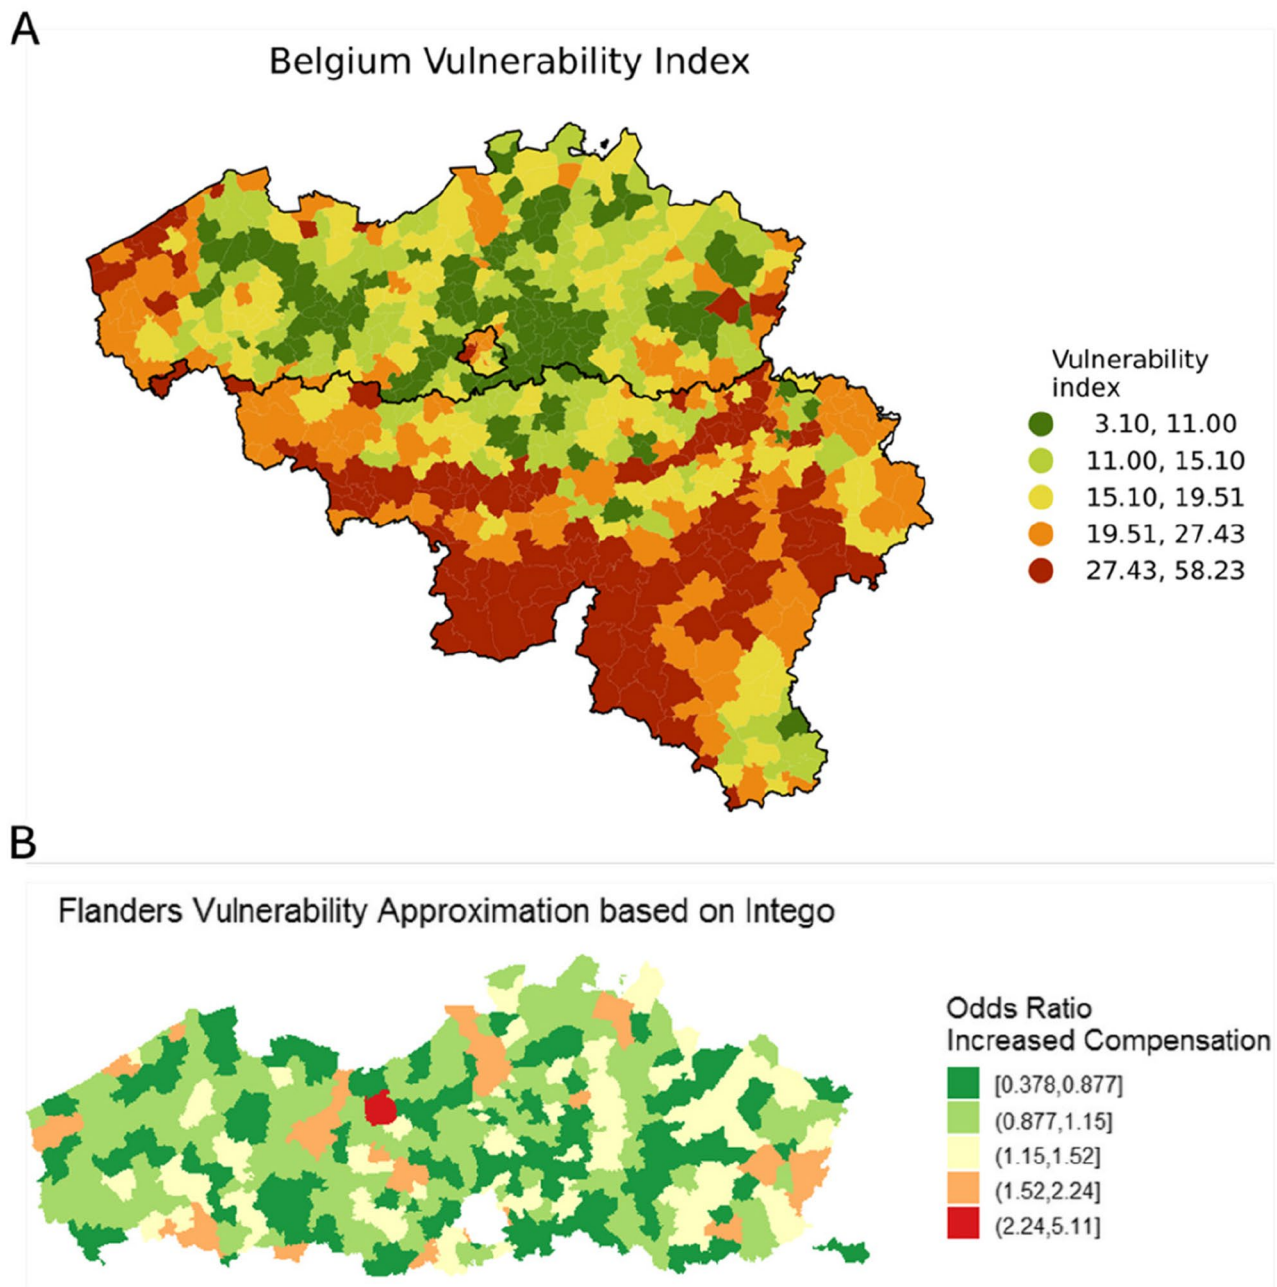 A
Belgium Vulnerability Index
Vulnerability
index
3.10, 11.00
11.00, 15.10
15.10, 19.51
19.51, 27.43
27.43, 58.23
B
Flanders Vulnerability Approximation based on Intego
Odds Ratio
Increased Compensation
[0.378,0.877]
(0.877,1.15]
(1.15,1.52]
(1.52,2.24]
(2.24,5.11]